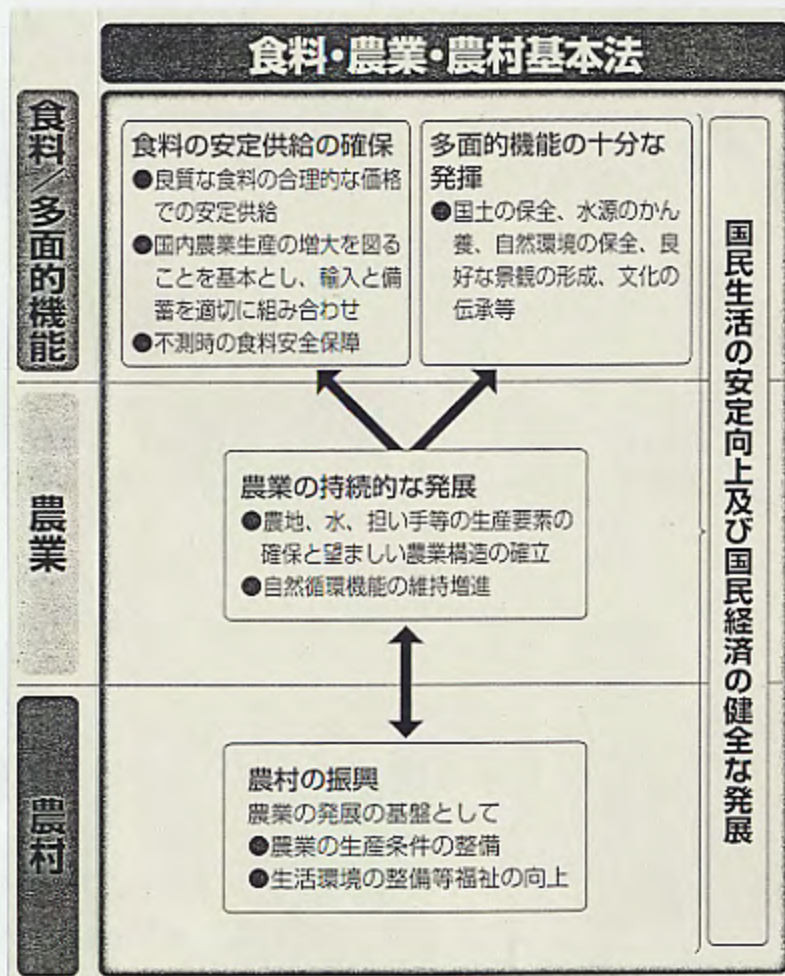 食料・農業・農村基本法
食料/多面的機能
食料の安定供給の確保
●良質な食料の合理的な価格
での安定供給
●国内農業生産の増大を図る
ことを基本とし、輸入と備
蓄を適切に組み合わせ
●不測時の食料安全保障
多面的機能の十分な
発揮
●国土の保全、水源のかん
養、自然環境の保全、良
好な景観の形成、文化の
伝承等
農業
農業の持続的な発展
●農地、水、担い手等の生産要素の
確保と望ましい農業構造の確立
●自然循環機能の維持増進
農村
農村の振興
農業の発展の基盤として
●農業の生産条件の整備
●生活環境の整備等福祉の向上
国民生活の安定向上及び国民経済の健全な発展